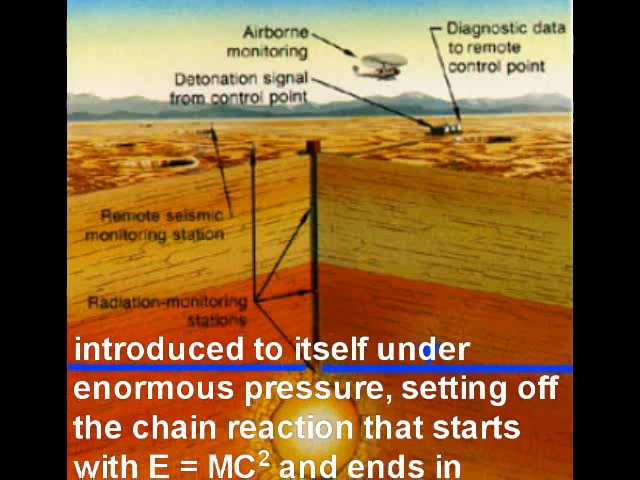 Airborne
monitoring
Diagnostic data
to remote
control point
Detonation signal
from control point
Remote seismic
monitoring station
Radiation-monitoring
stations
introduced to itself under
enormous pressure, setting off
the chain reaction that starts
with E = MC² and ends in